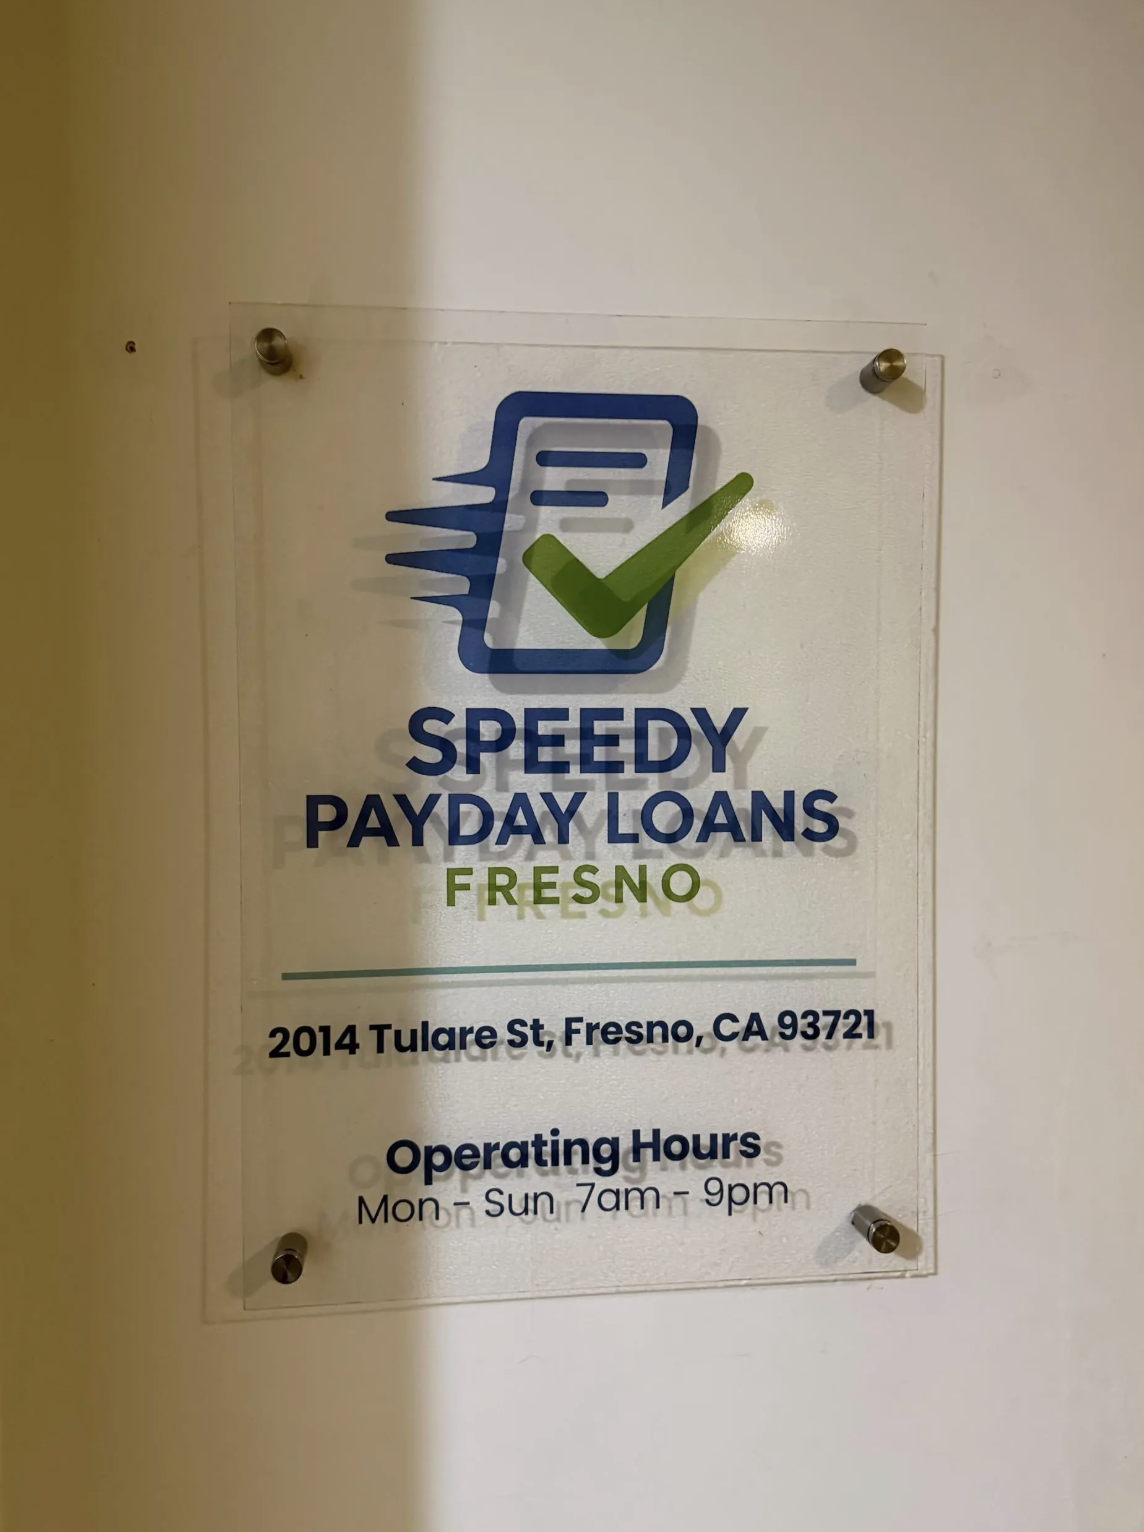 SPEEDY
PAYDAY LOANS
FRESNO
2014 Tulare St, Fresno, CA 93721
Operating Hours
Mon - Sun 7am - 9pm